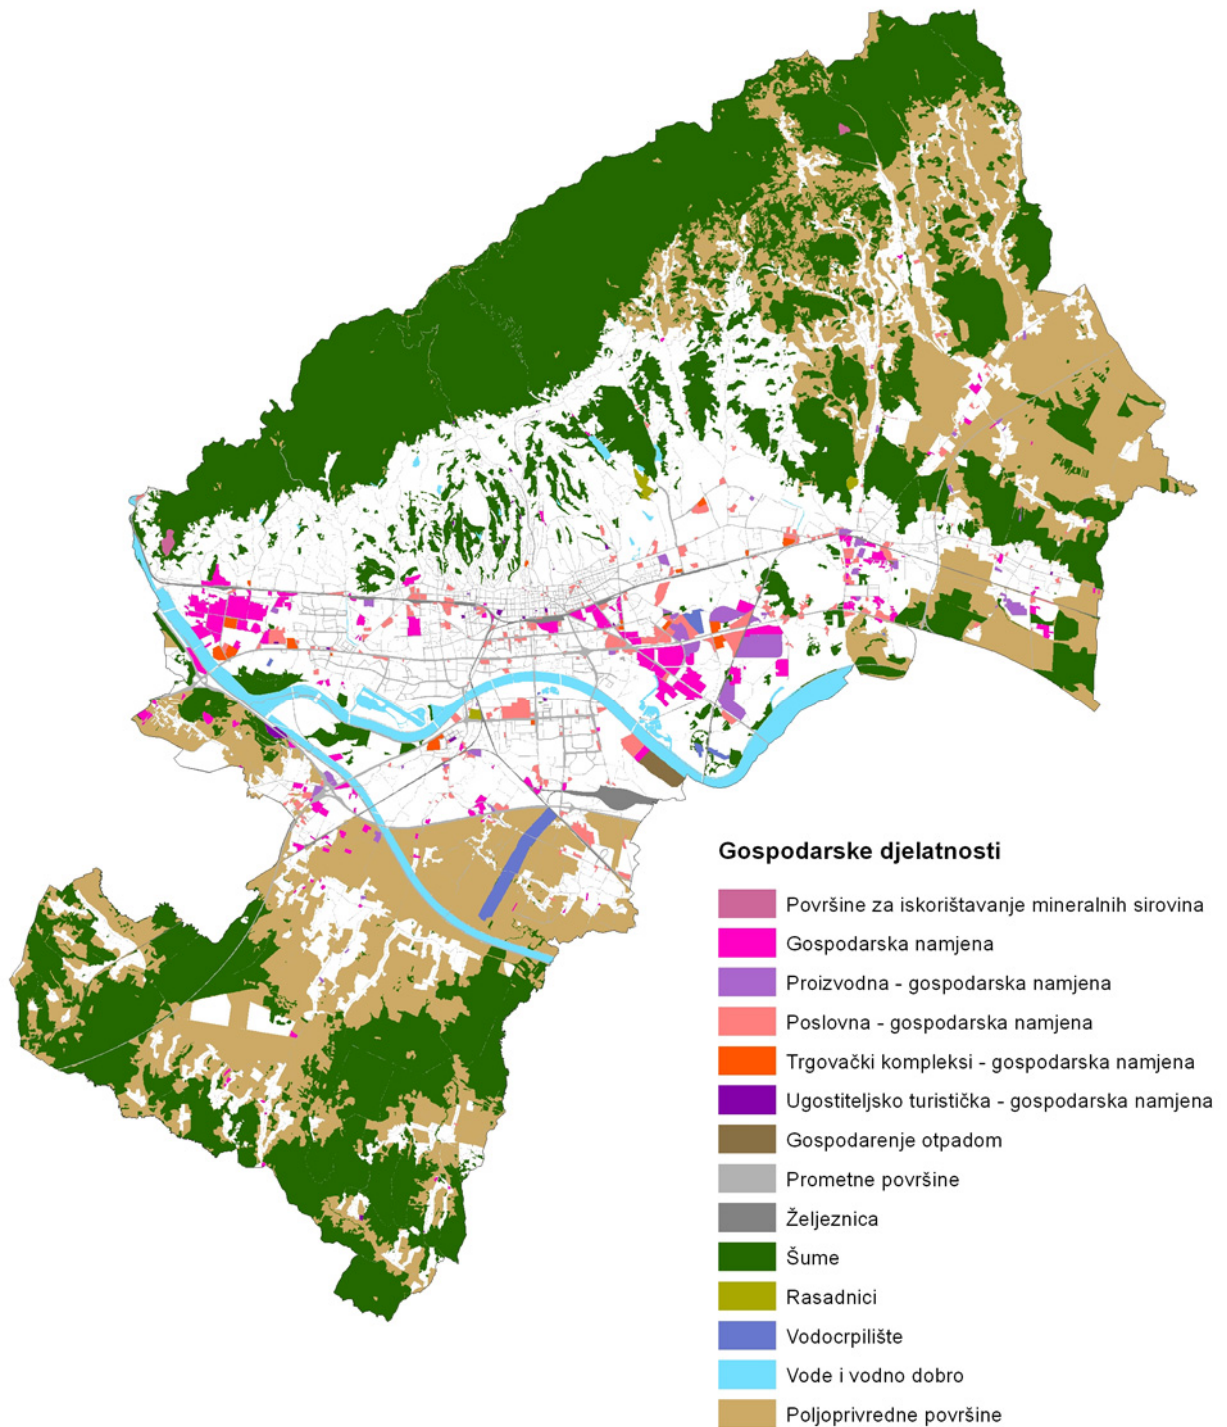 Gospodarske djelatnosti
Površine za iskorištavanje mineralnih sirovina
Gospodarska namjena
Proizvodna - gospodarska namjena
Poslovna - gospodarska namjena
Trgovački kompleksi - gospodarska namjena
Ugostiteljsko turistička - gospodarska namjena
Gospodarenje otpadom
Prometne površine
Željeznica
Šume
Rasadnici
Vodocrpilište
Vode i vodno dobro
Poljoprivredne površine